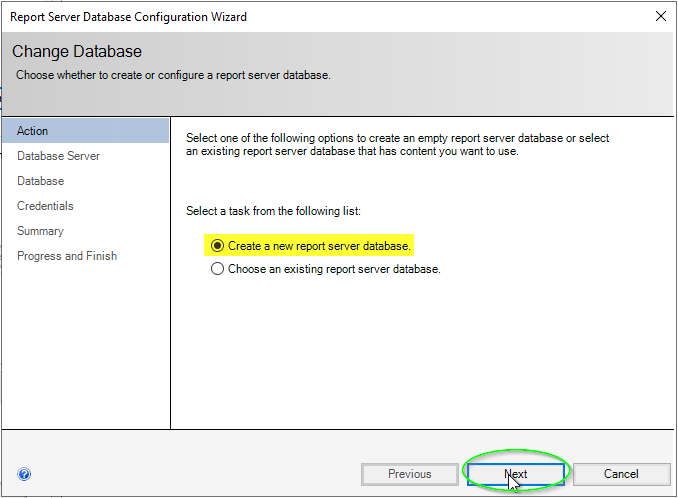 Report Server Database Configuration Wizard
Change Database
Choose whether to create or configure a report server database.
Action
Database Server
Database
Credentials
Summary
Progress and Finish
Select one of the following options to create an empty report server database or select
an existing report server database that has content you want to use.
Select a task from the following list:
Create a new report server database.
Choose an existing report server database.
Previous
Next
Cancel